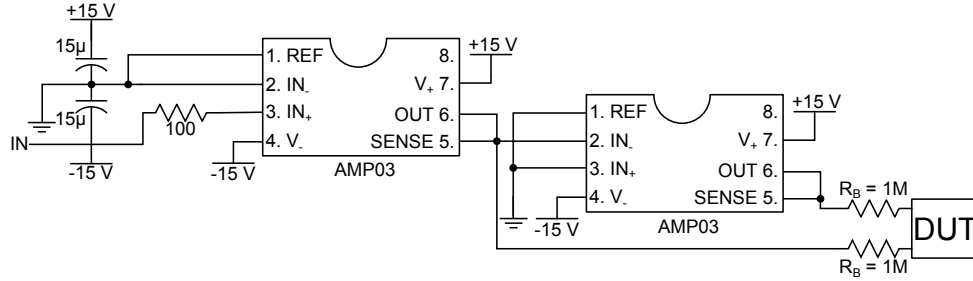 +15 V
15µ
15µ
IN
-15 V
100
-15 V
1. REF
2. IN-
3. IN+
4. V-
8.
V+ 7.
OUT 6.
SENSE 5.
AMP03
+15 V
1. REF
2. IN-
3. IN+
4. V-
8.
V+ 7.
OUT 6.
SENSE 5.
AMP03
-15 V
+15 V
RB = 1M
RB = 1M
DUT